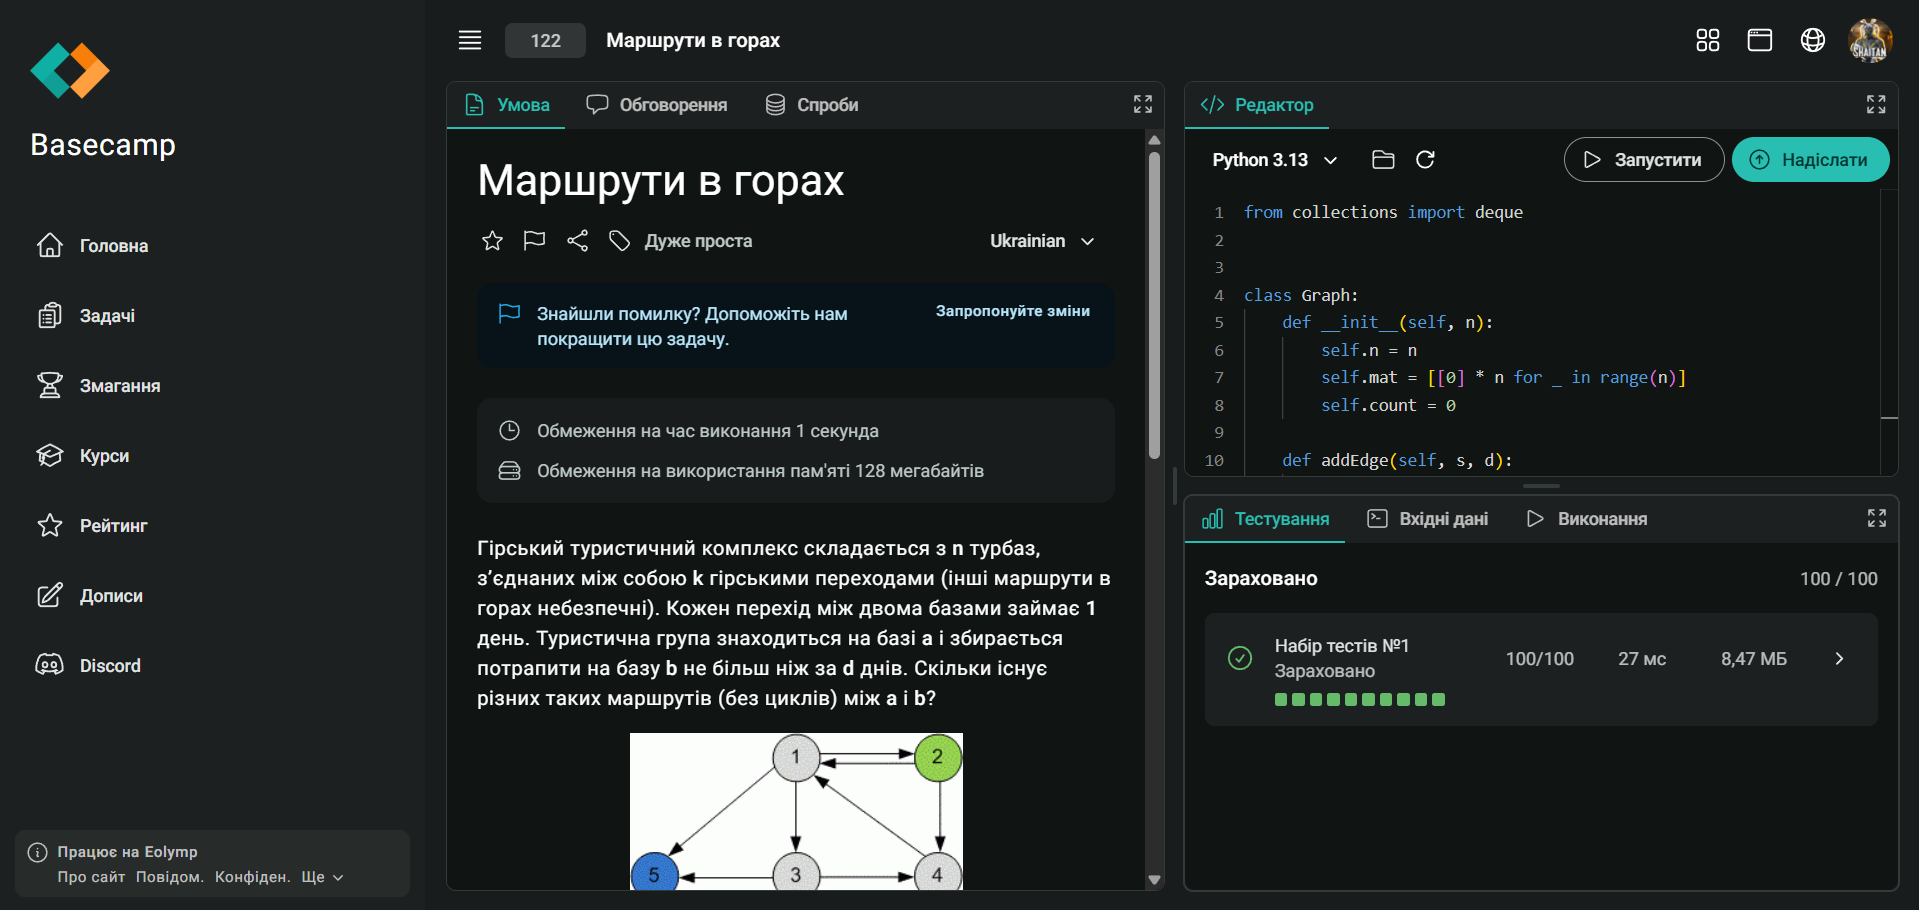 Basecamp
Головна
Задачі
Змагання
Курси
Рейтинг
Дописи
Discord
Працює на Eolymp
Про сайт Повідом. Конфіден. Ще
122 Маршрути в горах
SHAITAN
Умова Обговорення Спроби
Маршрути в горах
Дуже проста Ukrainian
Знайшли помилку? Допоможіть нам
покращити цю задачу.
Запропонуйте зміни
Обмеження на час виконання 1 секунда
Обмеження на використання пам'яті 128 мегабайтів
Гірський туристичний комплекс складається з n турбаз,
з’єднаних між собою k гірськими переходами (інші маршрути в
горах небезпечні). Кожен перехід між двома базами займає 1
день. Туристична група знаходиться на базі a і збирається
потрапити на базу b не більш ніж за d днів. Скільки існує
різних таких маршрутів (без циклів) між a і b?
1 2
5 3 4
Редактор
Python 3.13 Запустити Надіслати
1 from collections import deque
2
3
4 class Graph:
5 def __init__(self, n):
6 self.n = n
7 self.mat = [[0] * n for _ in range(n)]
8 self.count = 0
9
10 def addEdge(self, s, d):
Тестування Вхідні дані Виконання
Зараховано 100 / 100
Набір тестів №1
Зараховано
100/100 27 мс 8,47 МБ